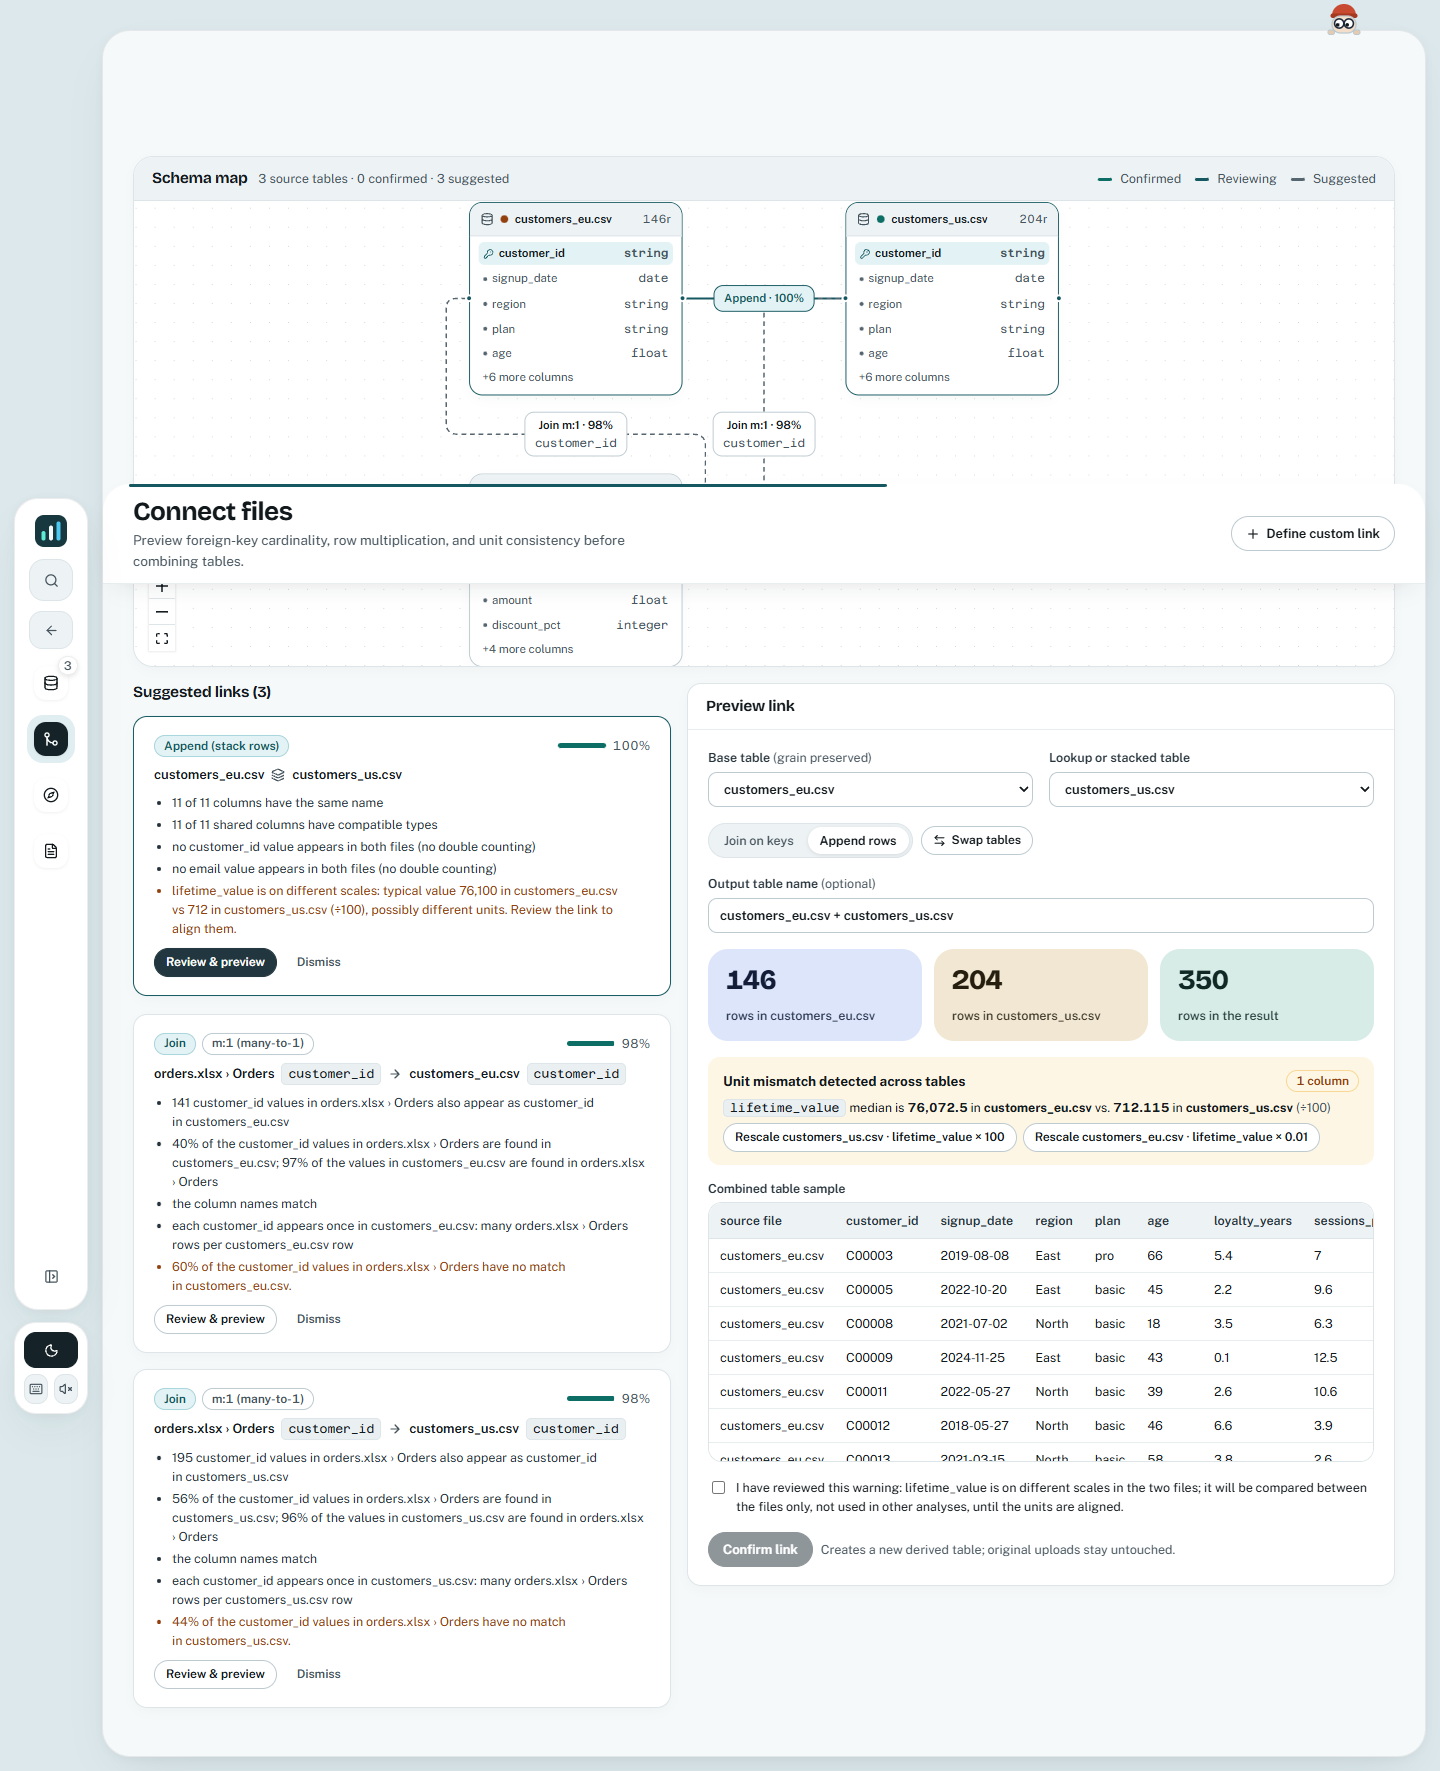 Schema map 3 source tables · 0 confirmed · 3 suggested
Confirmed Reviewing Suggested
customers_eu.csv 146r
customer_id string
signup_date date
region string
plan string
age float
+6 more columns
Append · 100%
customers_us.csv 204r
customer_id string
signup_date date
region string
plan string
age float
+6 more columns
Join m:1 · 98%
customer_id
Join m:1 · 98%
customer_id
Connect files
Preview foreign-key cardinality, row multiplication, and unit consistency before
combining tables.
+ Define custom link
3
amount float
discount_pct integer
+4 more columns
Suggested links (3)
Append (stack rows) 100%
customers_eu.csv customers_us.csv
• 11 of 11 columns have the same name
• 11 of 11 shared columns have compatible types
• no customer_id value appears in both files (no double counting)
• no email value appears in both files (no double counting)
• lifetime_value is on different scales: typical value 76,100 in customers_eu.csv
vs 712 in customers_us.csv (÷100), possibly different units. Review the link to
align them.
Review & preview Dismiss
Join m:1 (many-to-1) 98%
orders.xlsx › Orders customer_id → customers_eu.csv customer_id
• 141 customer_id values in orders.xlsx › Orders also appear as customer_id
in customers_eu.csv
• 40% of the customer_id values in orders.xlsx › Orders are found in
customers_eu.csv; 97% of the values in customers_eu.csv are found in orders.xlsx
› Orders
• the column names match
• each customer_id appears once in customers_eu.csv: many orders.xlsx › Orders
rows per customers_eu.csv row
• 60% of the customer_id values in orders.xlsx › Orders have no match
in customers_eu.csv.
Review & preview Dismiss
Join m:1 (many-to-1) 98%
orders.xlsx › Orders customer_id → customers_us.csv customer_id
• 195 customer_id values in orders.xlsx › Orders also appear as customer_id
in customers_us.csv
• 56% of the customer_id values in orders.xlsx › Orders are found in
customers_us.csv; 96% of the values in customers_us.csv are found in orders.xlsx
› Orders
• the column names match
• each customer_id appears once in customers_us.csv: many orders.xlsx › Orders
rows per customers_us.csv row
• 44% of the customer_id values in orders.xlsx › Orders have no match
in customers_us.csv.
Review & preview Dismiss
Preview link
Base table (grain preserved) Lookup or stacked table
customers_eu.csv customers_us.csv
Join on keys Append rows Swap tables
Output table name (optional)
customers_eu.csv + customers_us.csv
146 204 350
rows in customers_eu.csv rows in customers_us.csv rows in the result
Unit mismatch detected across tables 1 column
lifetime_value median is 76,072.5 in customers_eu.csv vs. 712.115 in customers_us.csv (÷100)
Rescale customers_us.csv · lifetime_value × 100 Rescale customers_eu.csv · lifetime_value × 0.01
Combined table sample
source file customer_id signup_date region plan age loyalty_years sessions_
customers_eu.csv C00003 2019-08-08 East pro 66 5.4 7
customers_eu.csv C00005 2022-10-20 East basic 45 2.2 9.6
customers_eu.csv C00008 2021-07-02 North basic 18 3.5 6.3
customers_eu.csv C00009 2024-11-25 East basic 43 0.1 12.5
customers_eu.csv C00011 2022-05-27 North basic 39 2.6 10.6
customers_eu.csv C00012 2018-05-27 North basic 46 6.6 3.9
customers_eu.csv C00013 2021-03-15 North basic 58 3.8 2.6
I have reviewed this warning: lifetime_value is on different scales in the two files; it will be compared between
the files only, not used in other analyses, until the units are aligned.
Confirm link Creates a new derived table; original uploads stay untouched.